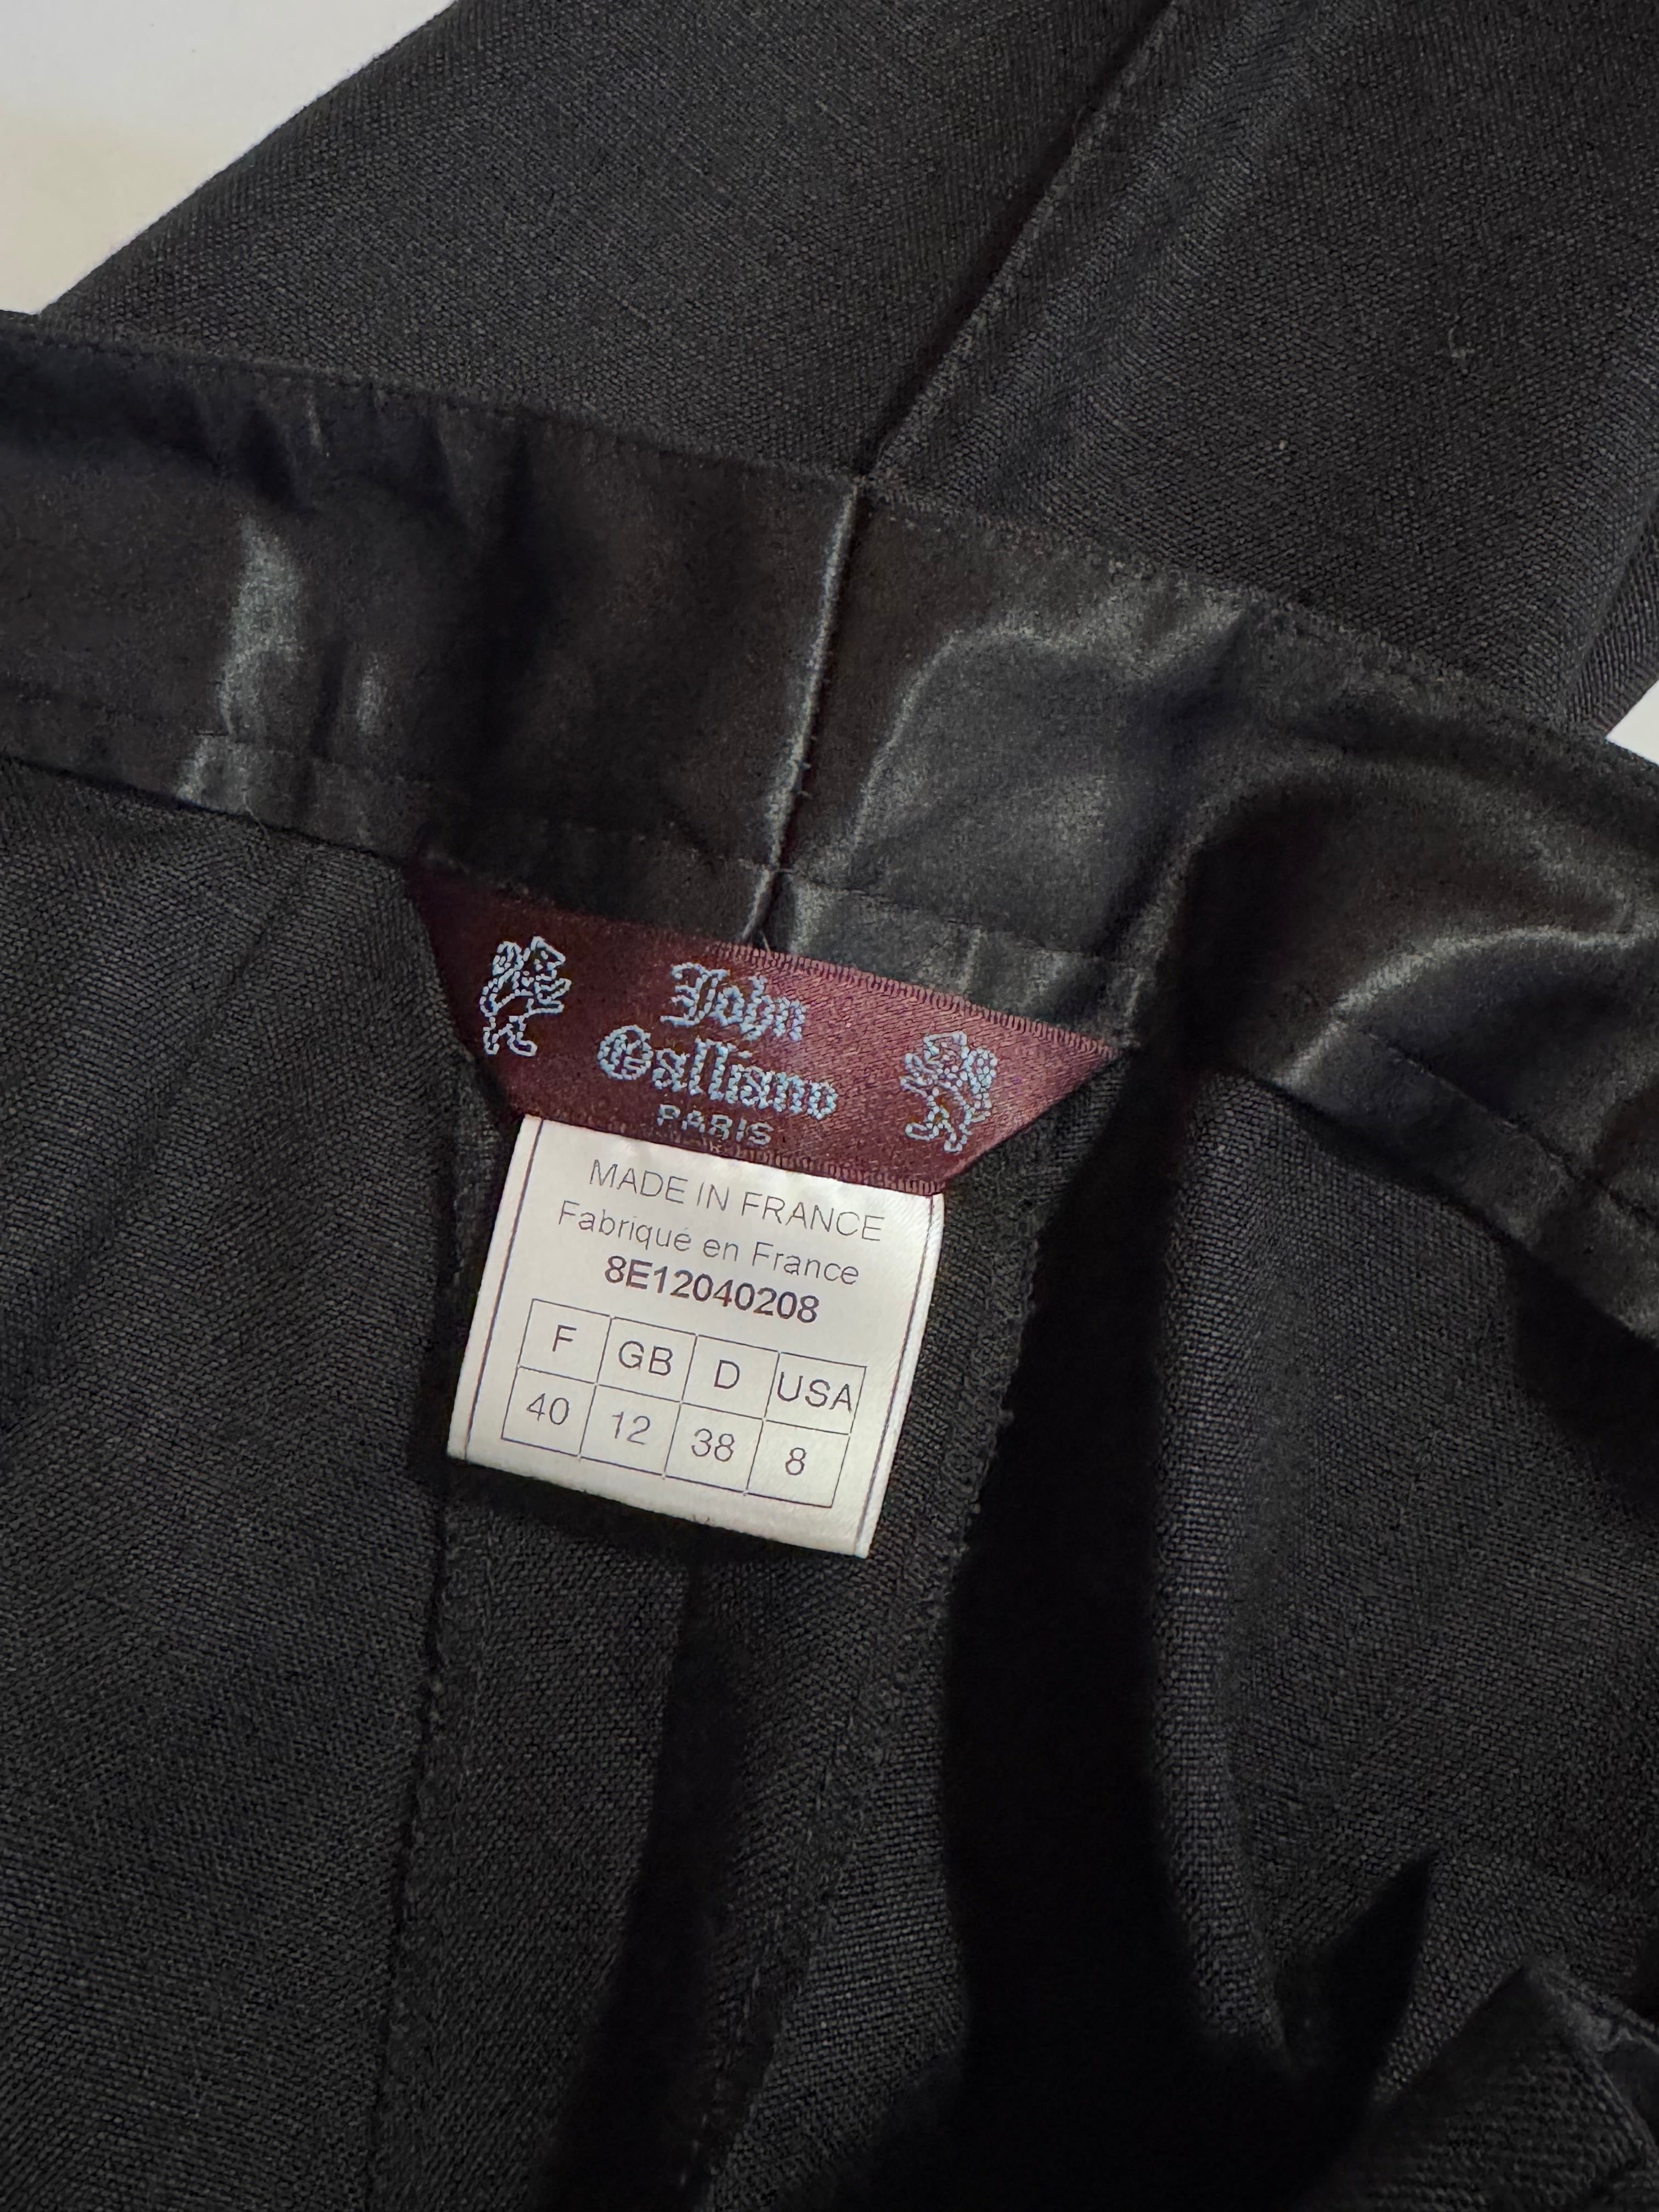 John
Galliano
PARIS
MADE IN FRANCE
Fabriqué en France
8E12040208
F GB D USA
40 12 38 8